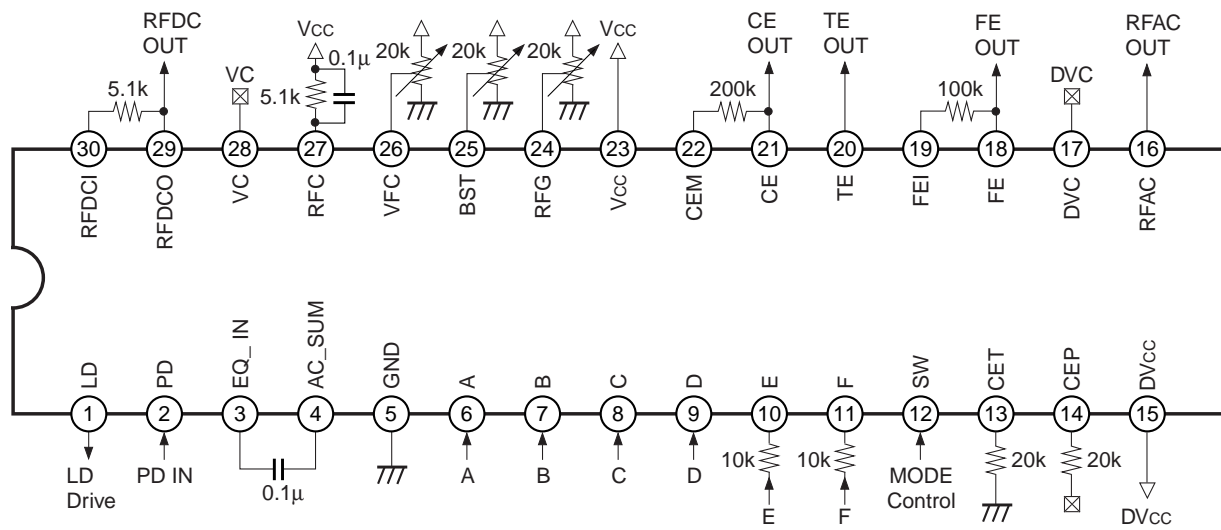 RFDC
OUT
VC
Vcc
0.1µ
20k
20k
20k
Vcc
CE
OUT
TE
OUT
FE
OUT
DVC
RFAC
OUT
5.1k
5.1k
200k
100k
30 29 28 27 26 25 24 23 22 21 20 19 18 17 16
RFDCI
RFDCO
VC
RFC
VFC
BST
RFG
Vcc
CEM
CE
TE
FEI
FE
DVC
RFAC
LD
PD
EQ_IN
AC_SUM
GND
A
B
C
D
E
F
SW
CET
CEP
DVcc
1 2 3 4 5 6 7 8 9 10 11 12 13 14 15
LD
Drive
PD IN
0.1µ
A
B
C
D
10k
E
10k
F
MODE
Control
20k
20k
DVcc